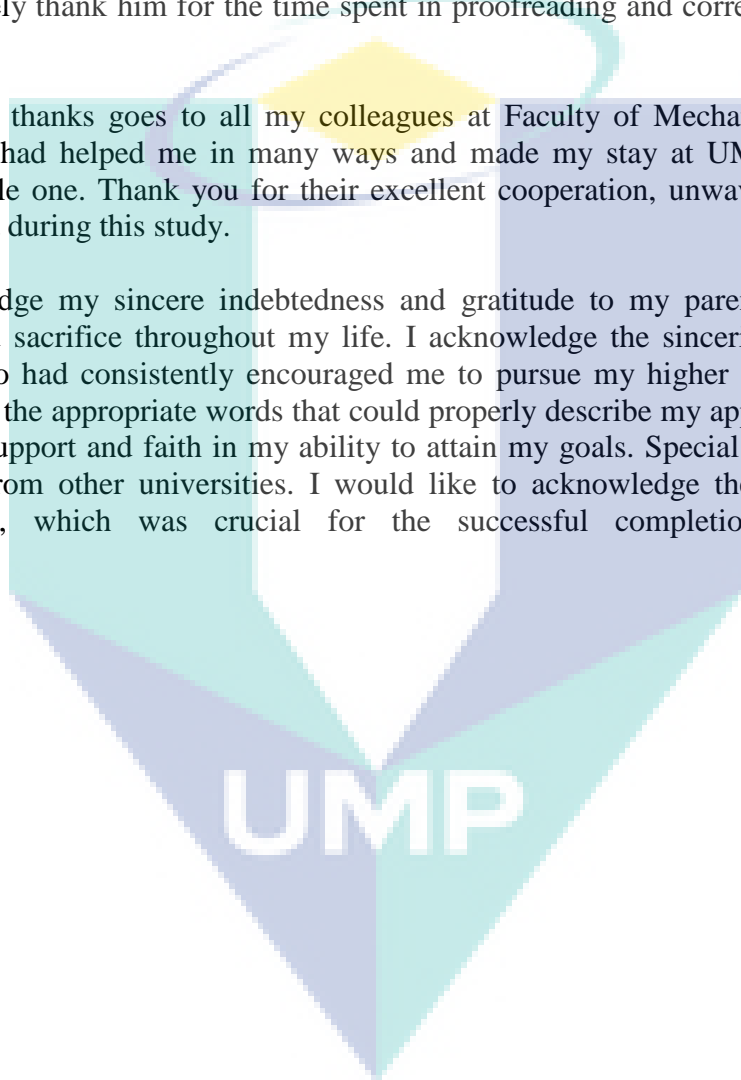 ely thank him for the time spent in proofreading and corre
thanks goes to all my colleagues at Faculty of Mecha
had helped me in many ways and made my stay at UM
le one. Thank you for their excellent cooperation, unwav
during this study.
dge my sincere indebtedness and gratitude to my paren
sacrifice throughout my life. I acknowledge the sinceri
o had consistently encouraged me to pursue my higher
the appropriate words that could properly describe my app
upport and faith in my ability to attain my goals. Special
rom other universities. I would like to acknowledge the
, which was crucial for the successful completio
UMP